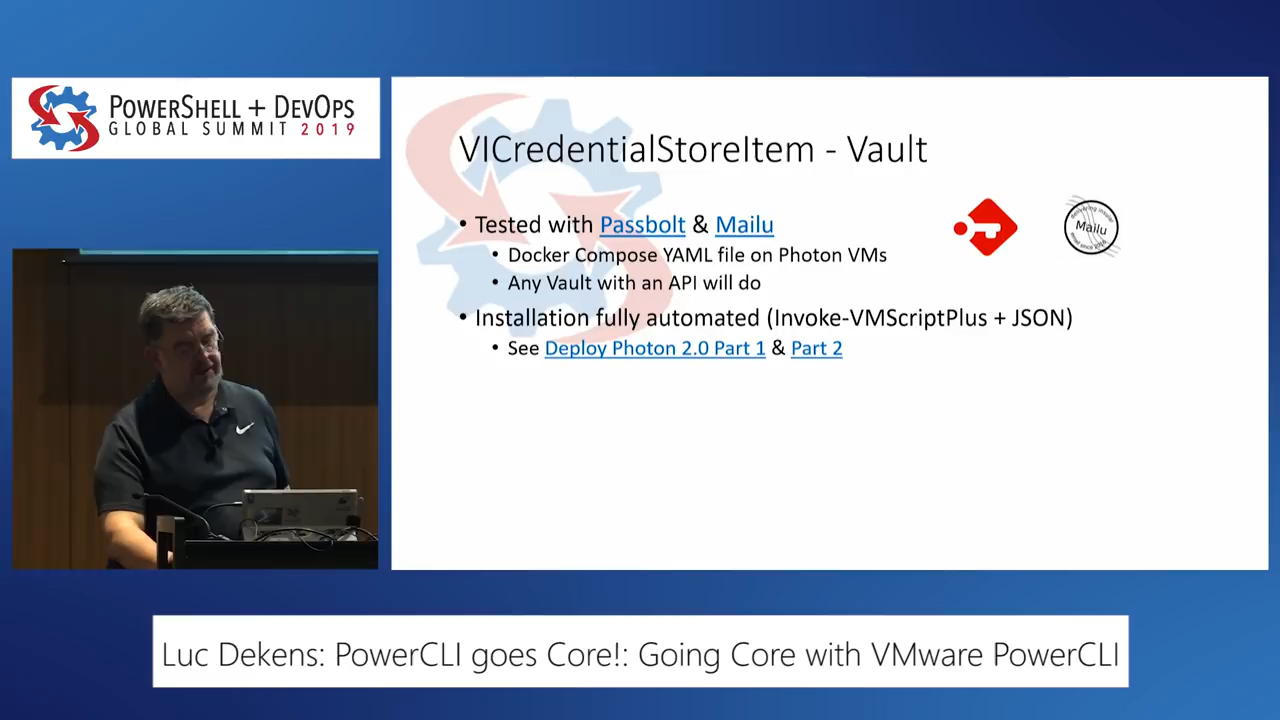 POWERSHELL + DEVOPS
GLOBAL SUMMIT 2019
VICredentialStoreItem - Vault
• Tested with Passbolt & Mailu
• Docker Compose YAML file on Photon VMs
• Any Vault with an API will do
• Installation fully automated (Invoke-VMScriptPlus + JSON)
• See Deploy Photon 2.0 Part 1 & Part 2
Mailu
Luc Dekens: PowerCLI goes Core!: Going Core with VMware PowerCLI